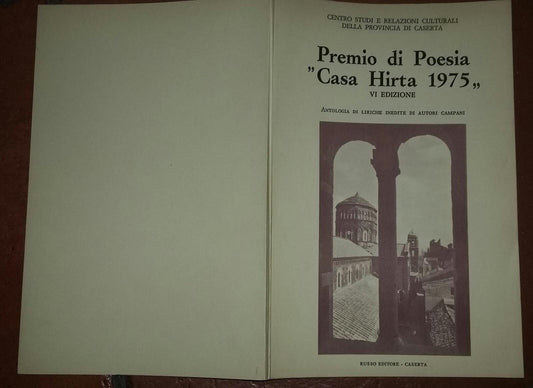 CENTRO STUDI E RELAZIONI CULTURALI
DELLA PROVINCIA DI CASERTA
Premio di Poesia
"Casa Hirta 1975„
VI EDIZIONE
ANTOLOGIA DI LIRICHE INEDITE DI AUTORI CAMPANI
RUSSO EDITORE - CASERTA